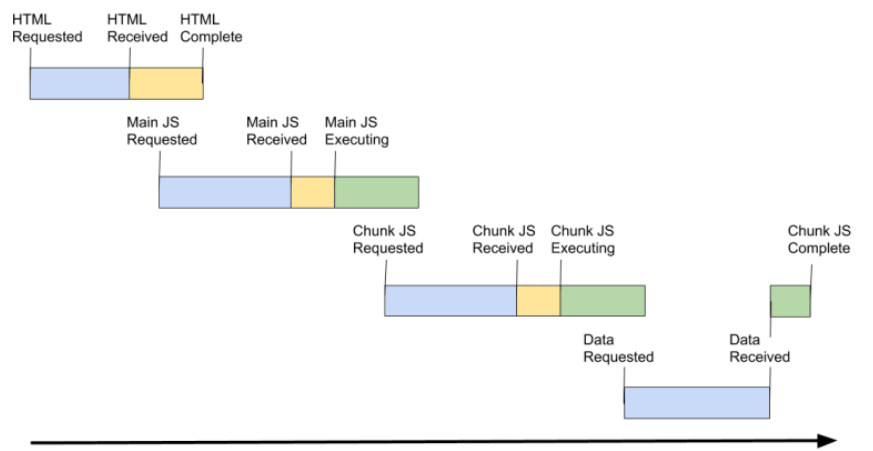 HTML
Requested
HTML
Received
HTML
Complete
Main JS
Requested
Main JS
Received
Main JS
Executing
Chunk JS
Requested
Chunk JS
Received
Chunk JS
Executing
Chunk JS
Complete
Data
Requested
Data
Received